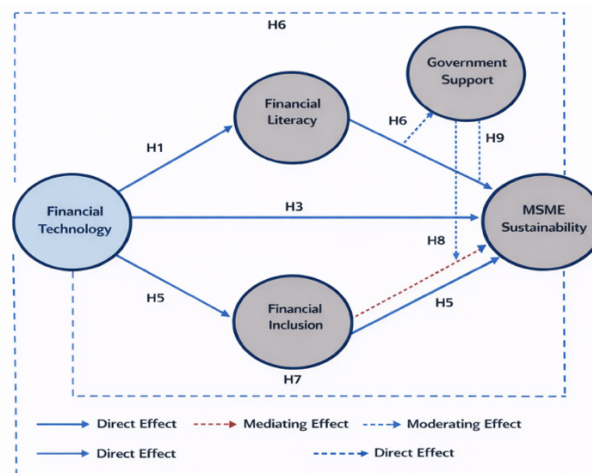 H6
Government
Support
Financial
Literacy
H6
H9
H1
Financial
Technology
H3
MSME
Sustainability
H8
H5
Financial
Inclusion
H5
H7
Direct Effect
Mediating Effect
Moderating Effect
Direct Effect
Direct Effect